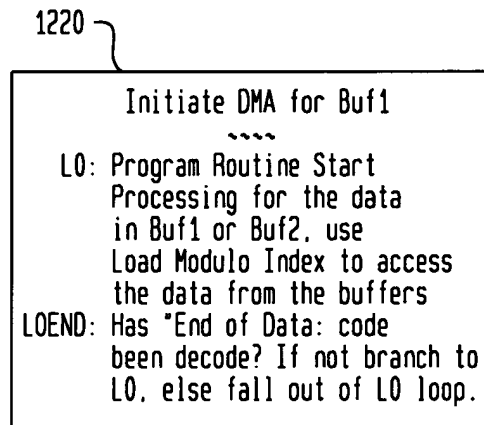 1220
Initiate DMA for Buf1
~~~~
L0: Program Routine Start
Processing for the data
in Buf1 or Buf2, use
Load Modulo Index to access
the data from the buffers
LOEND: Has "End of Data: code
been decode? If not branch to
L0, else fall out of L0 loop.